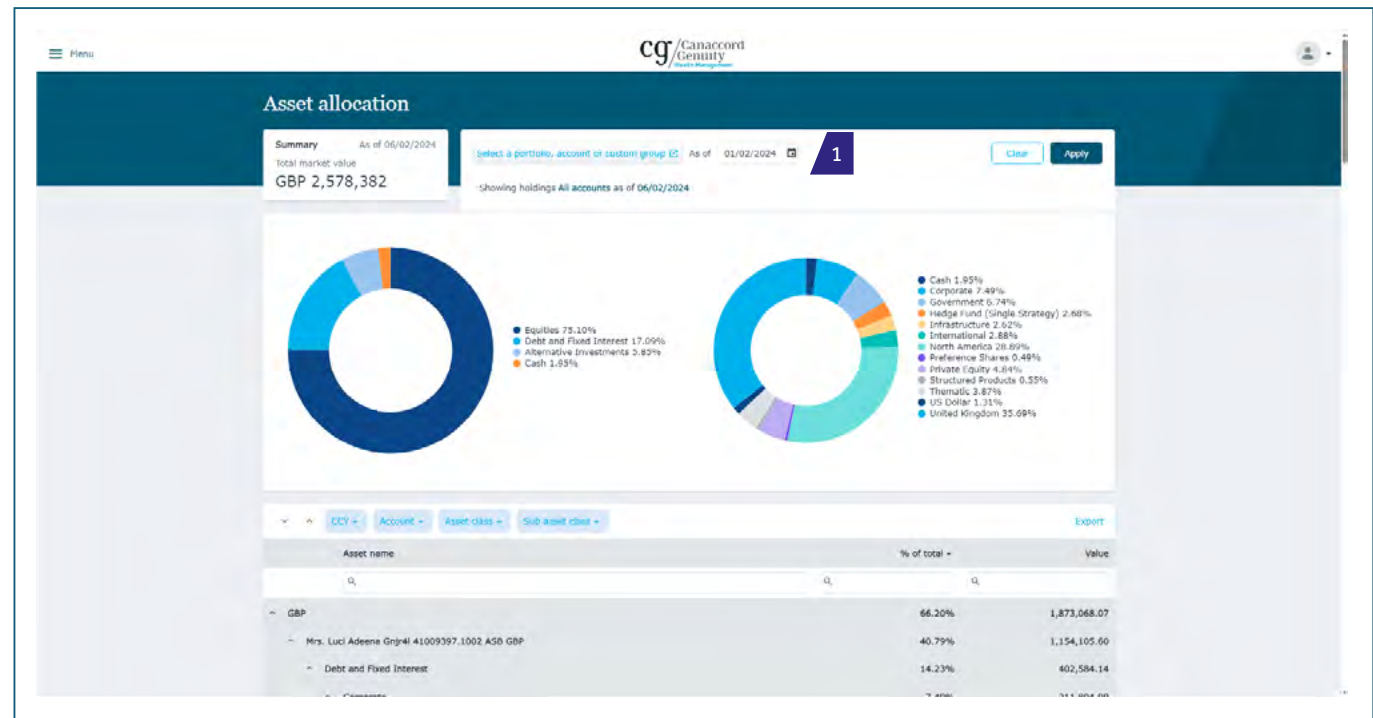 Menu
cg/Canaccord
Genuity
Wealth Management
Asset allocation
Summary As of 06/02/2024
Total market value
GBP 2,578,382
Select a portfolio, account or custom group As of 01/02/2024
1
Clear Apply
Showing holdings All accounts as of 06/02/2024
Equities 75.10%
Debt and Fixed Interest 17.09%
Alternative Investments 5.85%
Cash 1.95%
Cash 1.95%
Corporate 7.49%
Government 6.74%
Hedge Fund (Single Strategy) 2.68%
Infrastructure 2.62%
International 2.88%
North America 28.89%
Preference Shares 0.49%
Private Equity 4.84%
Structured Products 0.55%
Thematic 3.87%
US Dollar 1.31%
United Kingdom 35.69%
CCY Account Asset class Sub asset class Export
Asset name % of total Value
GBP 66.20% 1,873,068.07
Mrs. Luci Adeene Gnjr4l 41009397.1002 ASB GBP 40.79% 1,154,105.60
Debt and Fixed Interest 14.23% 402,584.14